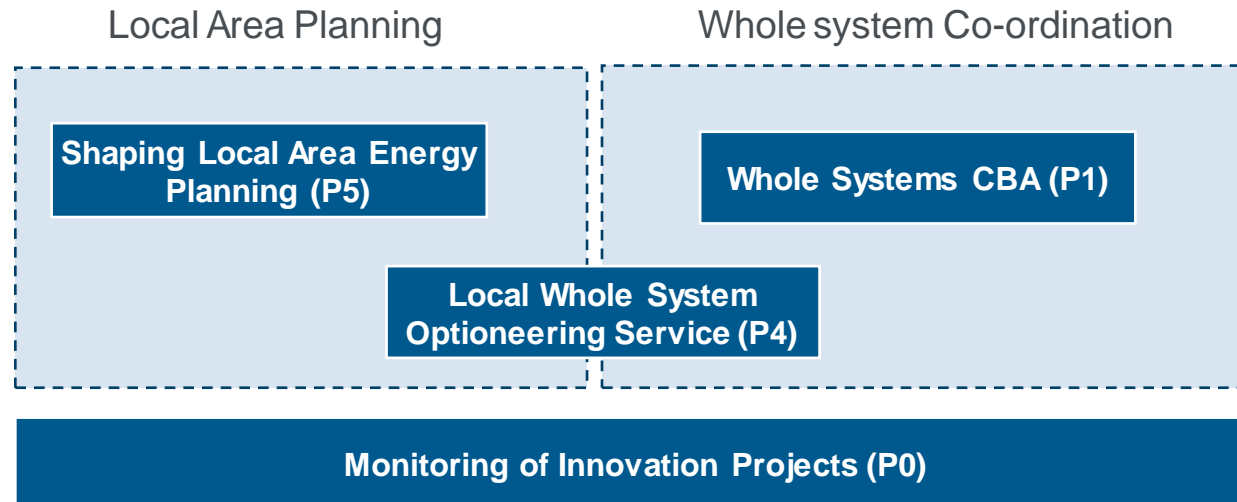 Local Area Planning
Whole system Co-ordination
Shaping Local Area Energy
Planning (P5)
Whole Systems CBA (P1)
Local Whole System
Optioneering Service (P4)
Monitoring of Innovation Projects (P0)